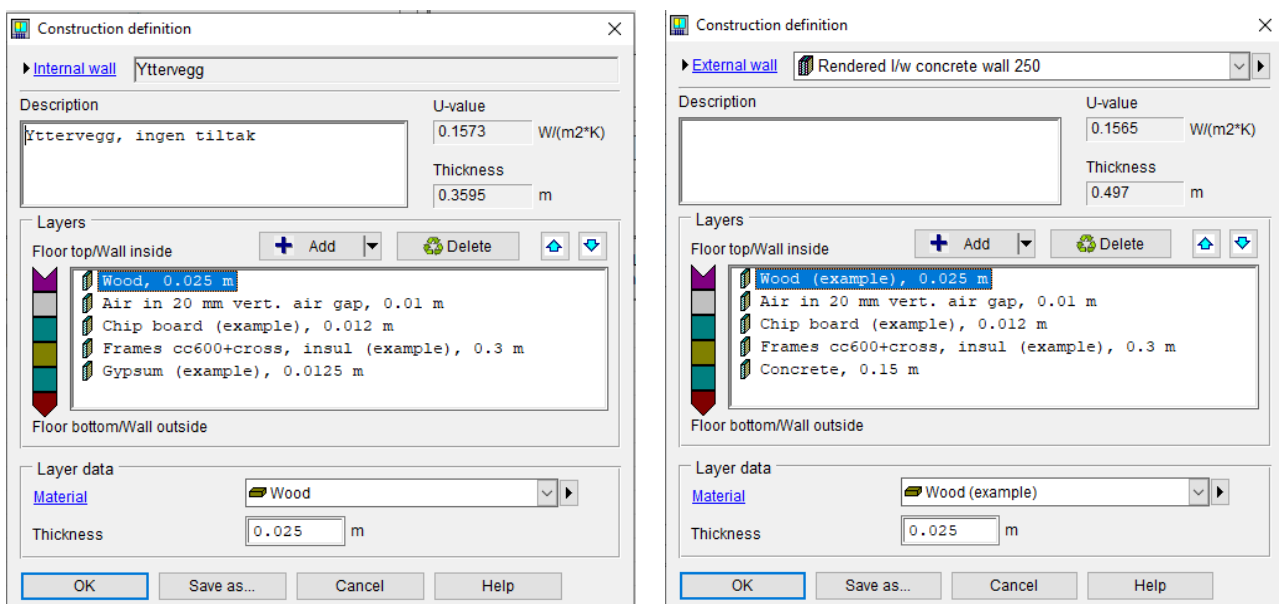 Construction definition
Internal wall Yttervegg
Description
U-value
Yttervegg, ingen tiltak
0.1573 W/(m2*K)
Thickness
0.3595 m
Layers
Floor top/Wall inside
Add
Delete
Wood, 0.025 m
Air in 20 mm vert. air gap, 0.01 m
Chip board (example), 0.012 m
Frames cc600+cross, insul (example), 0.3 m
Gypsum (example), 0.0125 m
Floor bottom/Wall outside
Layer data
Material Wood
Thickness 0.025 m
OK Save as... Cancel Help
Construction definition
External wall Rendered l/w concrete wall 250
Description
U-value
0.1565 W/(m2*K)
Thickness
0.497 m
Layers
Floor top/Wall inside
Add
Delete
Wood (example), 0.025 m
Air in 20 mm vert. air gap, 0.01 m
Chip board (example), 0.012 m
Frames cc600+cross, insul (example), 0.3 m
Concrete, 0.15 m
Floor bottom/Wall outside
Layer data
Material Wood (example)
Thickness 0.025 m
OK Save as... Cancel Help